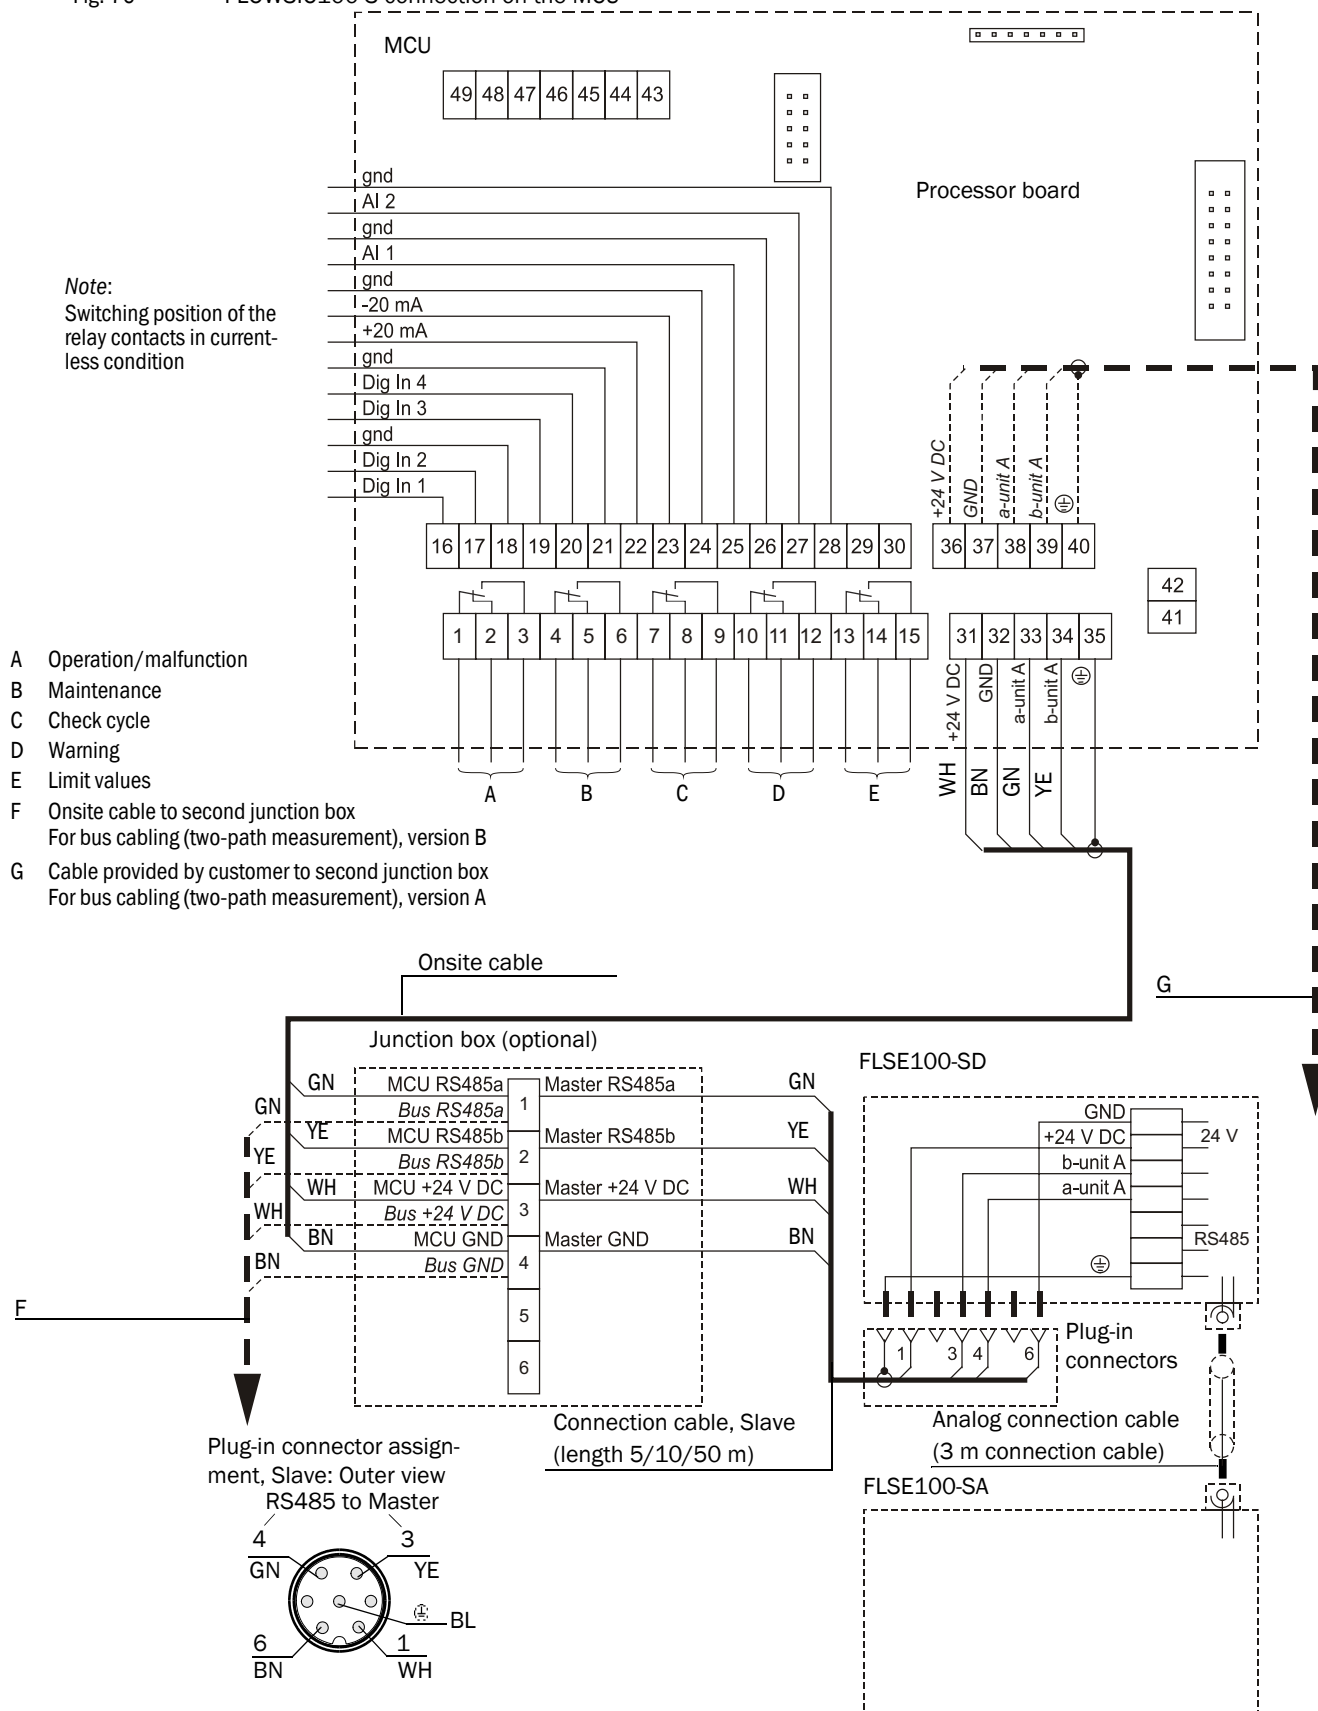 MCU
49 48 47 46 45 44 43
gnd
AI 2
gnd
AI 1
gnd
-20 mA
+20 mA
gnd
Dig In 4
Dig In 3
gnd
Dig In 2
Dig In 1
Processor board
Note:
Switching position of the
relay contacts in current-
less condition
+24 V DC
GND
a-unit A
b-unit A
16 17 18 19 20 21 22 23 24 25 26 27 28 29 30
36 37 38 39 40
42
41
1 2 3 4 5 6 7 8 9 10 11 12 13 14 15
31 32 33 34 35
+24 V DC
GND
a-unit A
b-unit A
WH
BN
GN
YE
A B C D E
A Operation/malfunction
B Maintenance
C Check cycle
D Warning
E Limit values
F Onsite cable to second junction box
For bus cabling (two-path measurement), version B
G Cable provided by customer to second junction box
For bus cabling (two-path measurement), version A
Onsite cable
G
Junction box (optional)
GN MCU RS485a 1 Master RS485a GN
GN Bus RS485a
YE MCU RS485b 2 Master RS485b YE
YE Bus RS485b
WH MCU +24 V DC 3 Master +24 V DC WH
WH Bus +24 V DC
BN MCU GND 4 Master GND BN
BN Bus GND
5
6
F
FLSE100-SD
GND
+24 V DC 24 V
b-unit A
a-unit A
RS485
1 3 4 6
Plug-in
connectors
Connection cable, Slave
(length 5/10/50 m)
Analog connection cable
(3 m connection cable)
FLSE100-SA
Plug-in connector assign-
ment, Slave: Outer view
RS485 to Master
4 3
GN YE
BL
6 1
BN WH